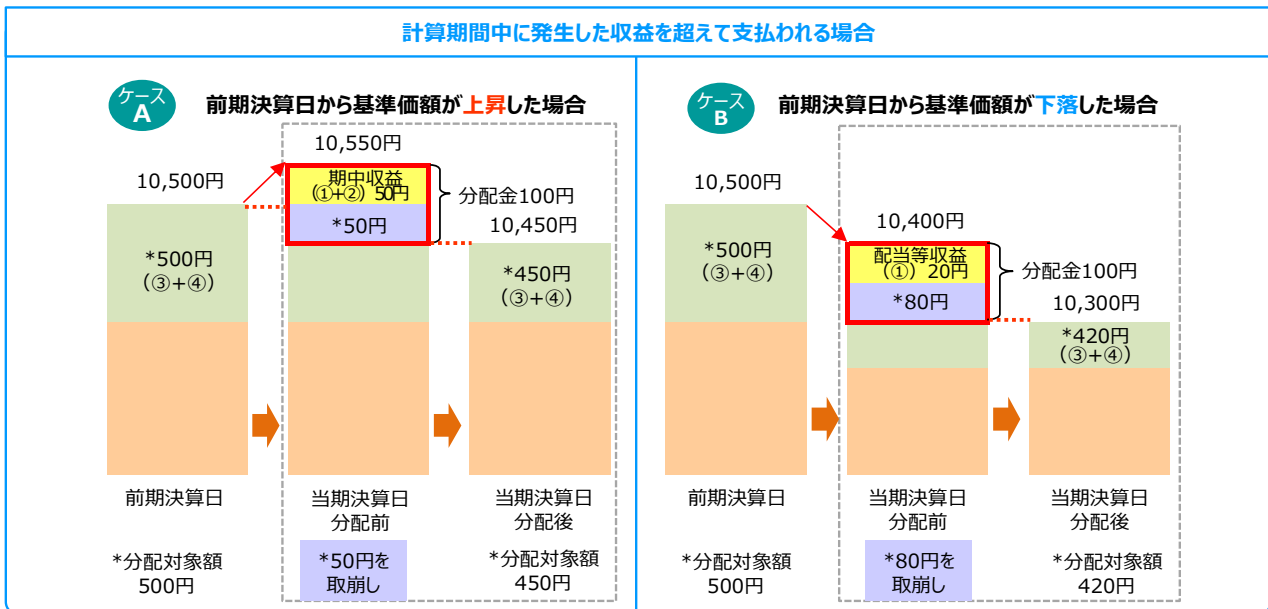 計算期間中に発生した収益を超えて支払われる場合
ケース
A
前期決算日から基準価額が上昇した場合
10,550円
10,500円
期中収益
(①+②) 50円
分配金100円
*50円
10,450円
*500円
(③+④)
*450円
(③+④)
前期決算日
当期決算日
分配前
当期決算日
分配後
*分配対象額
500円
*50円を
取崩し
*分配対象額
450円
ケース
B
前期決算日から基準価額が下落した場合
10,500円
10,400円
配当等収益
(①) 20円
分配金100円
*500円
(③+④)
*80円
10,300円
*420円
(③+④)
前期決算日
当期決算日
分配前
当期決算日
分配後
*分配対象額
500円
*80円を
取崩し
*分配対象額
420円